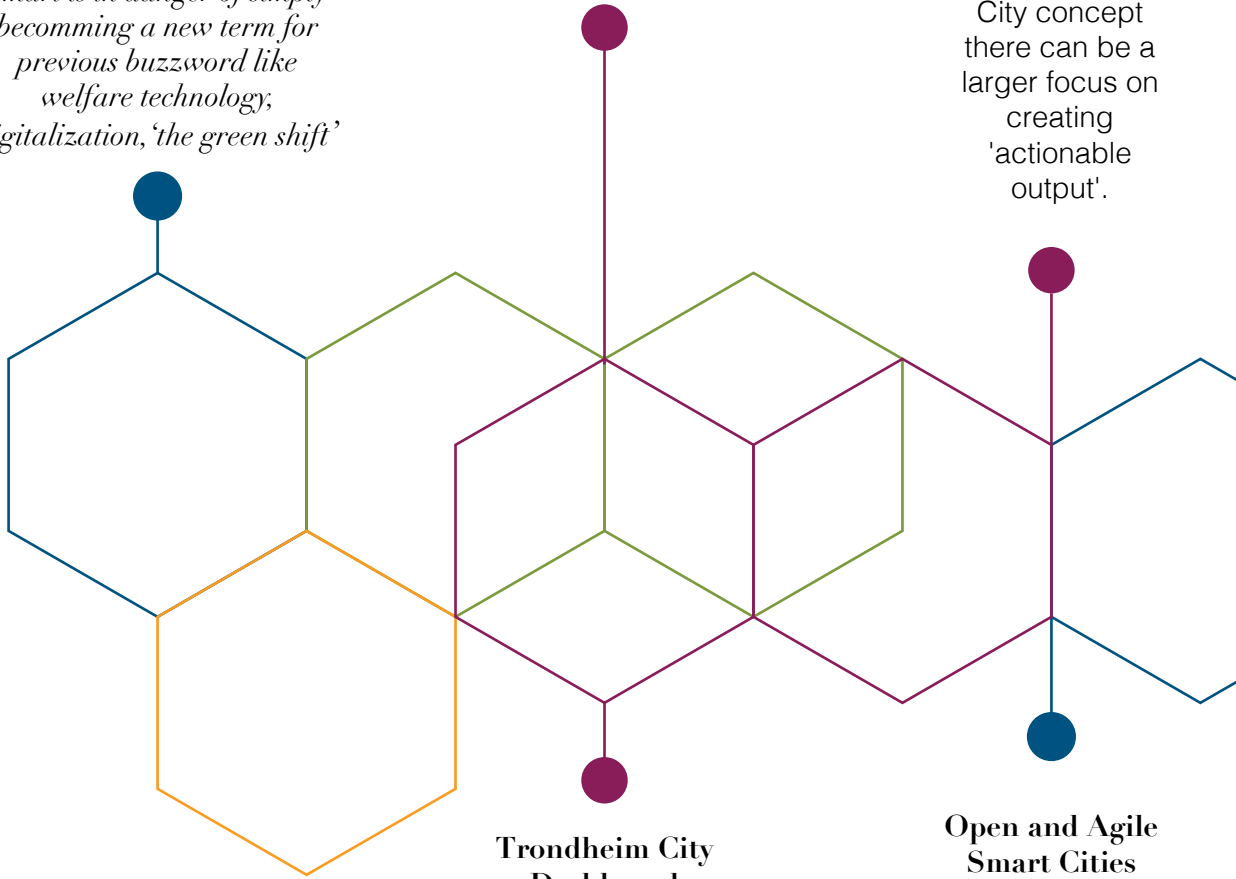 becomming a new term for
previous buzzword like
welfare technology,
'the green shift'
City concept
there can be a
larger focus on
creating
'actionable
output'.
Trondheim City
Open and Agile
Smart Cities